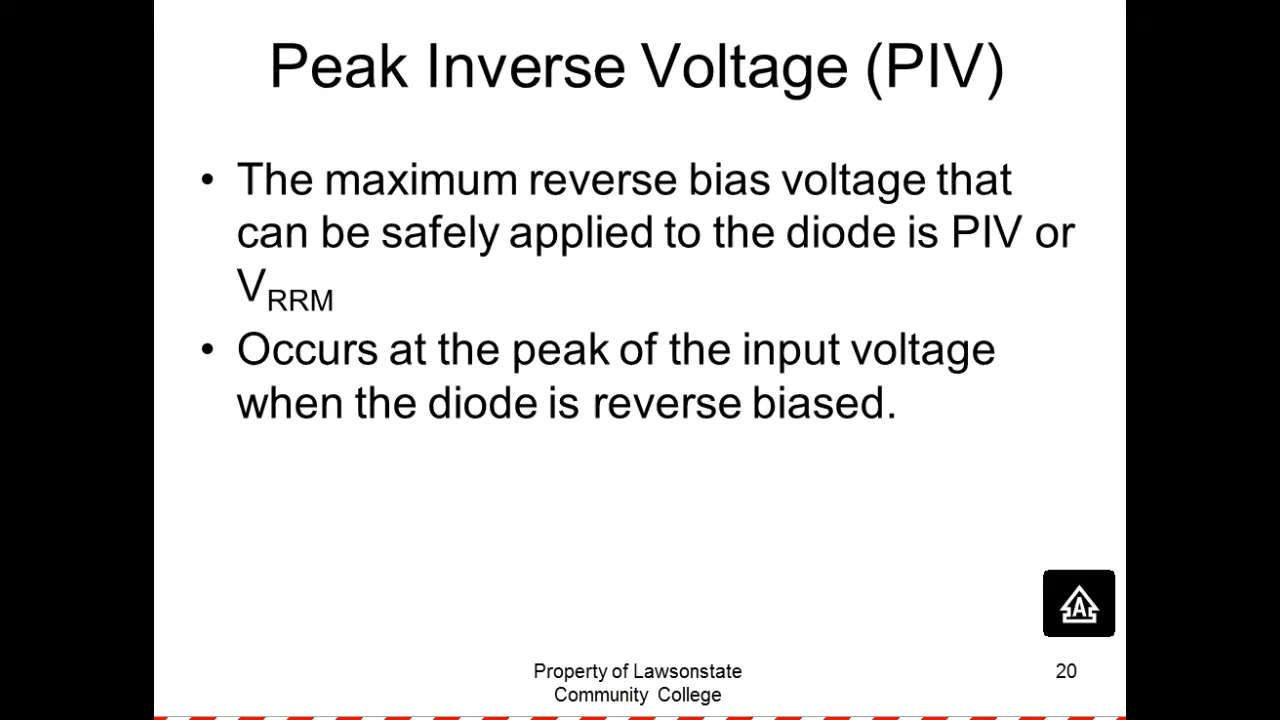 Peak Inverse Voltage (PIV)
• The maximum reverse bias voltage that
can be safely applied to the diode is PIV or
VRRM
• Occurs at the peak of the input voltage
when the diode is reverse biased.
A
Property of Lawsonstate
Community College
20